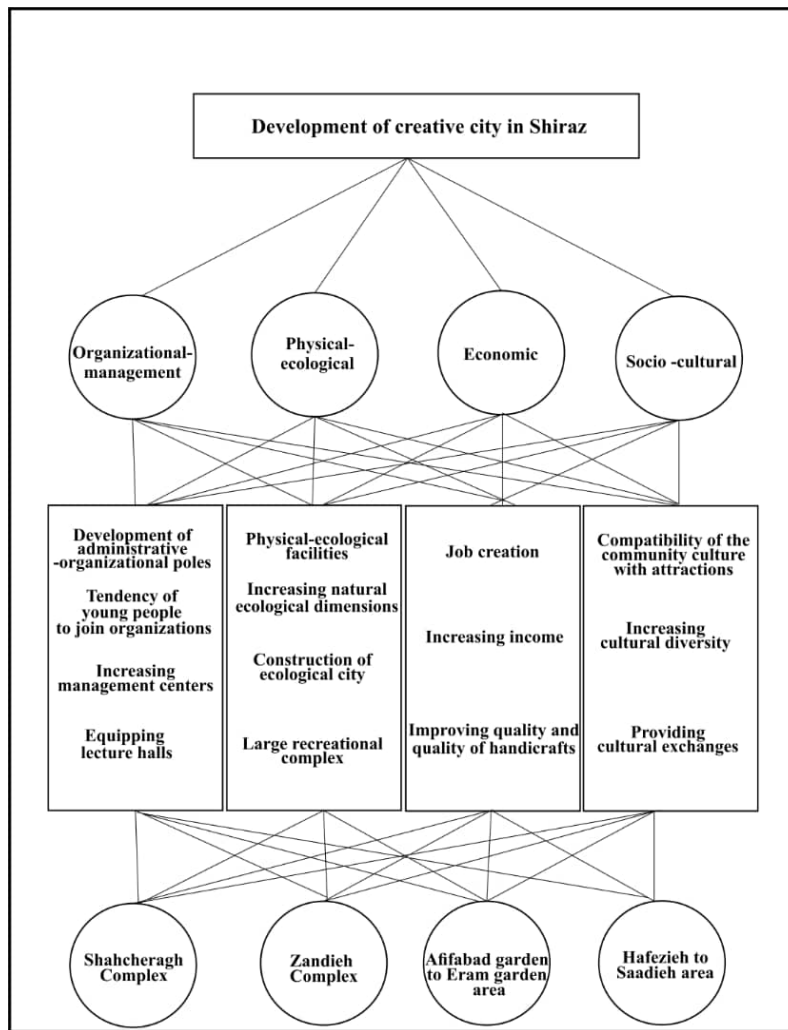 Development of creative city in Shiraz
Organizational-
management
Physical-
ecological
Economic
Socio -cultural
Development of
administrative
-organizational poles
Tendency of
young people
to join organizations
Increasing
management centers
Equipping
lecture halls
Physical-ecological
facilities
Increasing natural
ecological dimensions
Construction of
ecological city
Large recreational
complex
Job creation
Increasing income
Improving quality and
quality of handicrafts
Compatibility of the
community culture
with attractions
Increasing
cultural diversity
Providing
cultural exchanges
Shahcheragh
Complex
Zandieh
Complex
Afifabad garden
to Eram garden
area
Hafezieh to
Saadieh area